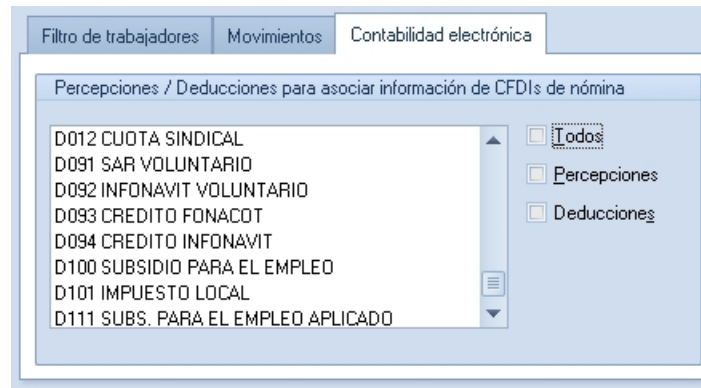 Filtro de trabajadores Movimientos Contabilidad electrónica
Percepciones / Deducciones para asociar información de CFDIs de nómina
D012 CUOTA SINDICAL
D091 SAR VOLUNTARIO
D092 INFONAVIT VOLUNTARIO
D093 CREDITO FONACOT
D094 CREDITO INFONAVIT
D100 SUBSIDIO PARA EL EMPLEO
D101 IMPUESTO LOCAL
D111 SUBS. PARA EL EMPLEO APLICADO
Todos
Percepciones
Deducciones